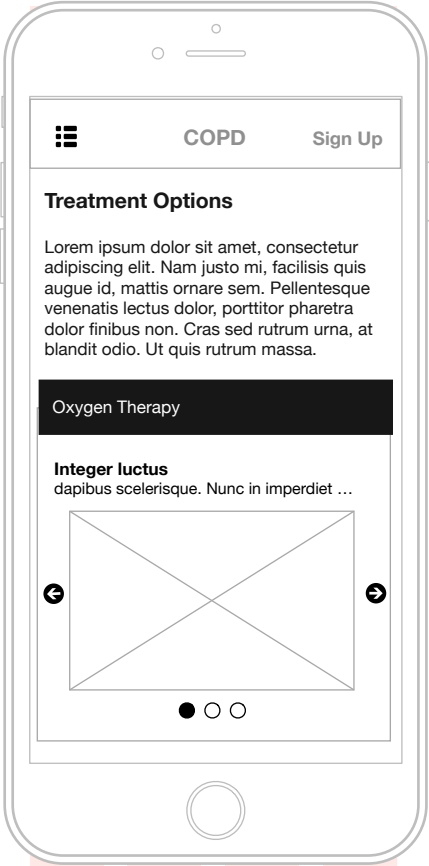 COPD
Sign Up
Treatment Options
Lorem ipsum dolor sit amet, consectetur
adipiscing elit. Nam justo mi, facilisis quis
augue id, mattis ornare sem. Pellentesque
venenatis lectus dolor, porttitor pharetra
dolor finibus non. Cras sed rutrum urna, at
blandit odio. Ut quis rutrum massa.
Oxygen Therapy
Integer luctus
dapibus scelerisque. Nunc in imperdiet …